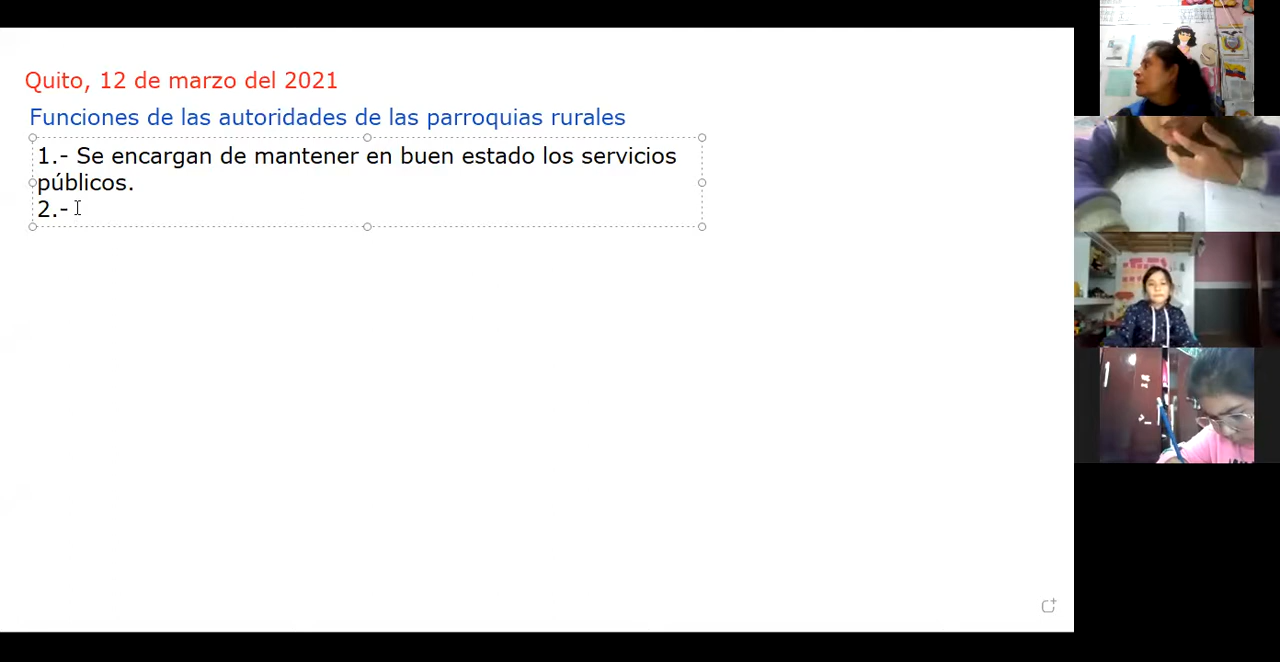 Quito, 12 de marzo del 2021
Funciones de las autoridades de las parroquias rurales
1.- Se encargan de mantener en buen estado los servicios
públicos.
2.-